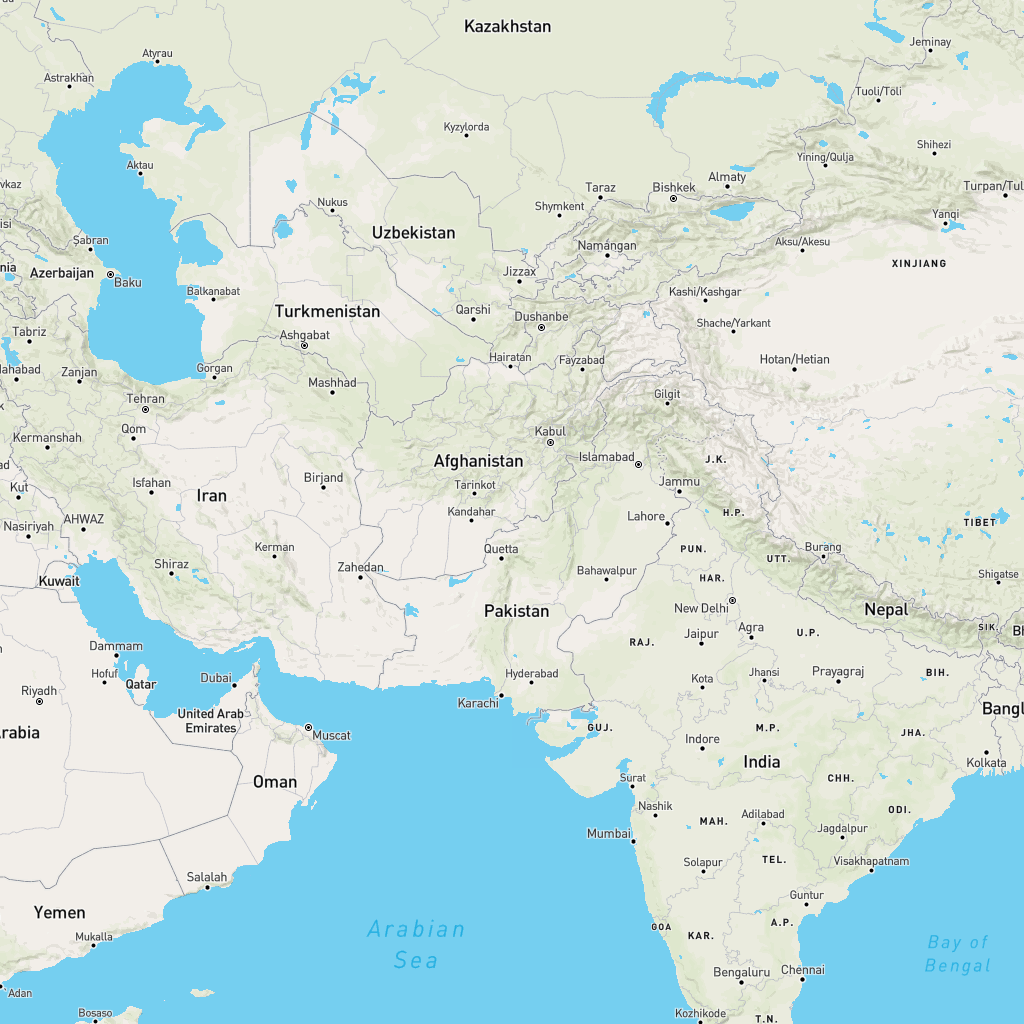 Kazakhstan
Jeminay
Atyrau
Astrakhan
Tuoli/Toli
Kyzylorda
Shihezi
Yining/Qulja
Aktau
vkaz
Almaty
Bishkek
Taraz
Turpan/Tul
Nukus
Shymkent
Yanqi
isi
Uzbekistan
Şabran
Namangan
Aksu/Akesu
nia
Azerbaijan
Baku
Jizzax
XINJIANG
Balkanabat
Kashi/Kashgar
Turkmenistan
Qarshi
Dushanbe
Shache/Yarkant
Tabriz
Ashgabat
Hairatan
Fayzabad
Hotan/Hetian
Gorgan
ahabad
Zanjan
Mashhad
Gilgit
Tehran
Qom
Kabul
Kermanshah
Islamabad
J.K.
Afghanistan
ad
Birjand
Isfahan
Iran
Tarinkot
Jammu
Kut
Kandahar
H.P.
Lahore
AHWAZ
TIBET
Nasiriyah
Kerman
Quetta
PUN.
Burang
UTT.
Shiraz
Zahedan
Bahawalpur
HAR.
Shigatse
Kuwait
New Delhi
Pakistan
Nepal
Agra
SIK.
Bh
Jaipur
RAJ.
U.P.
Dammam
Hofuf
Qatar
Dubai
Hyderabad
Kota
Jhansi
Prayagraj
BIH.
Riyadh
Karachi
United Arab
Emirates
Bangl
rabia
Muscat
GUJ.
Indore
M.P.
JHA.
India
Kolkata
Oman
Surat
CHH.
Nashik
ODI.
Mumbai
MAH.
Adilabad
Jagdalpur
Solapur
TEL.
Visakhapatnam
Salalah
Guntur
Yemen
Arabian
Sea
GOA
KAR.
A.P.
Mukalla
Bay of
Bengal
Bengaluru
Chennai
Adan
Bosaso
Kozhikode
T.N.